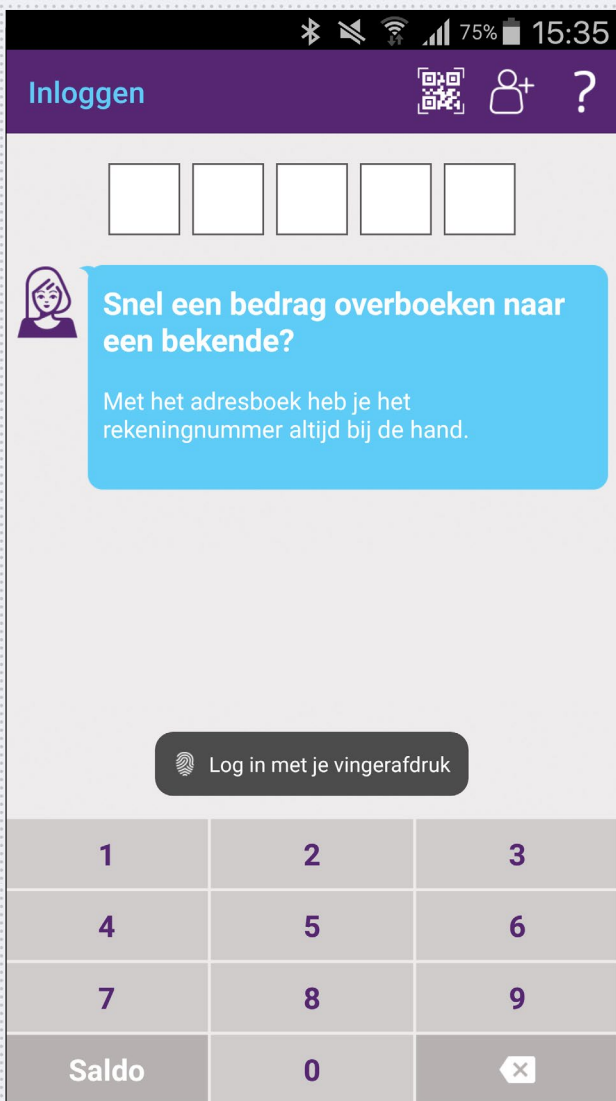 75% 15:35
Inloggen ?
Snel een bedrag overboeken naar
een bekende?
Met het adresboek heb je het
rekeningnummer altijd bij de hand.
Log in met je vingerafdruk
1 2 3
4 5 6
7 8 9
Saldo 0